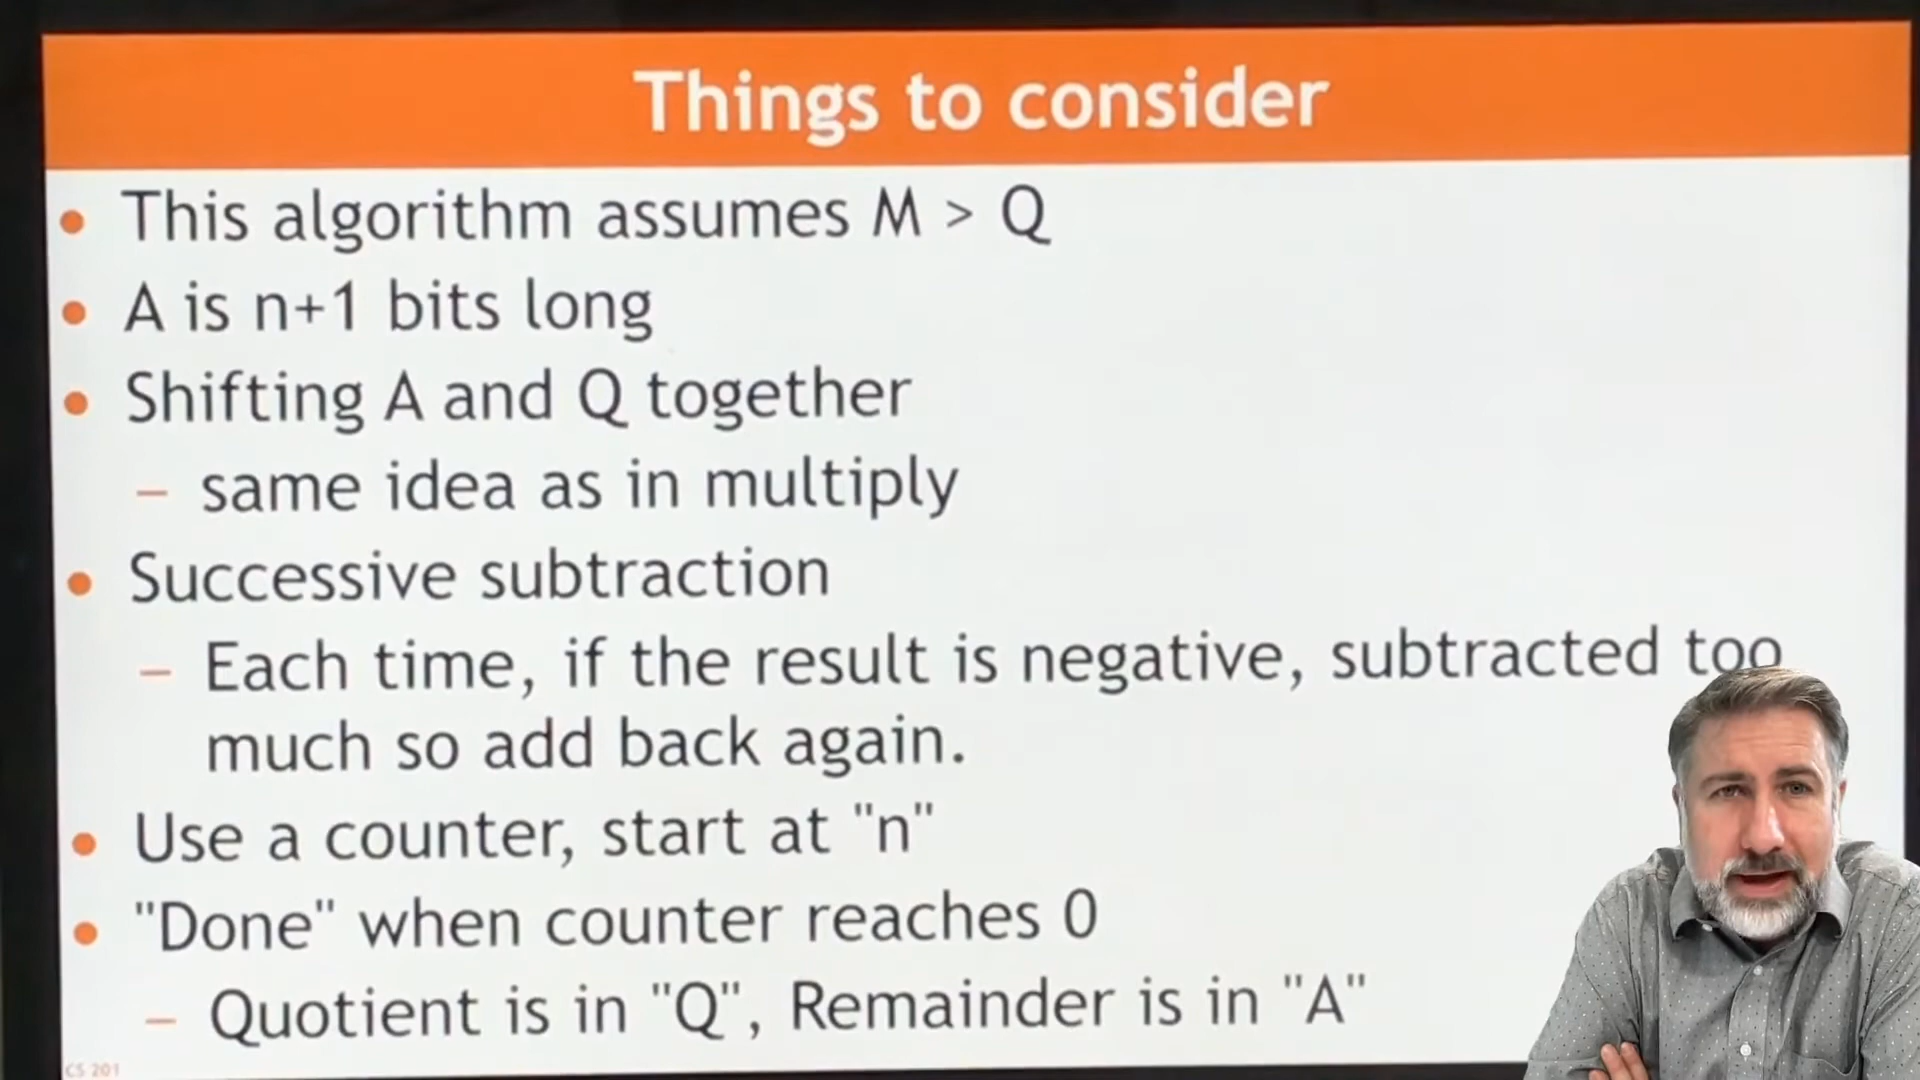 Things to consider
• This algorithm assumes M > Q
• A is n+1 bits long
• Shifting A and Q together
– same idea as in multiply
• Successive subtraction
– Each time, if the result is negative, subtracted too
much so add back again.
• Use a counter, start at "n"
• "Done" when counter reaches 0
– Quotient is in "Q", Remainder is in "A"
CS 201